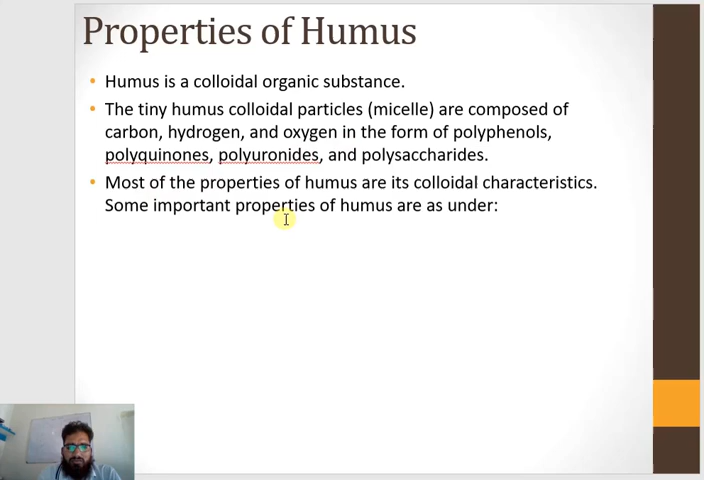 Properties of Humus
• Humus is a colloidal organic substance.
• The tiny humus colloidal particles (micelle) are composed of
carbon, hydrogen, and oxygen in the form of polyphenols,
polyquinones, polyuronides, and polysaccharides.
• Most of the properties of humus are its colloidal characteristics.
Some important properties of humus are as under: